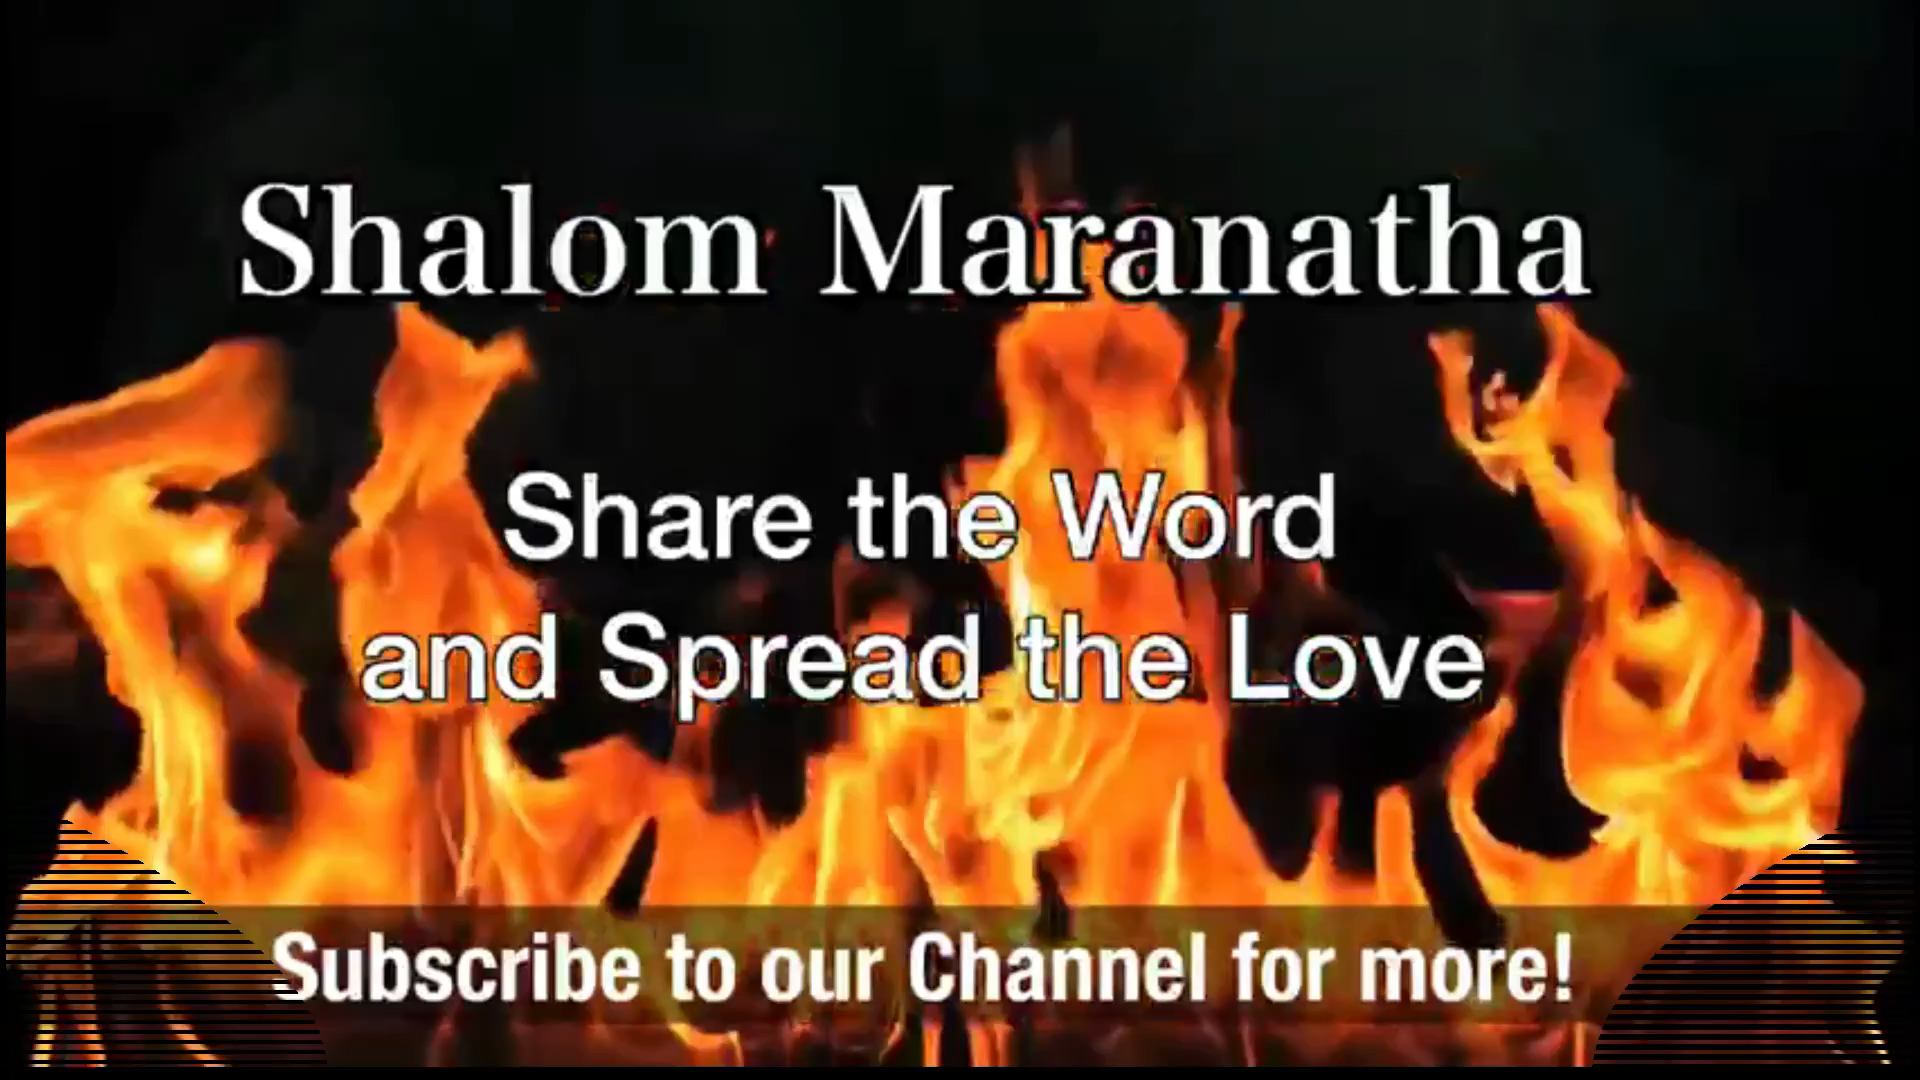 Shalom Maranatha
Share the Word
and Spread the Love
Subscribe to our Channel for more!